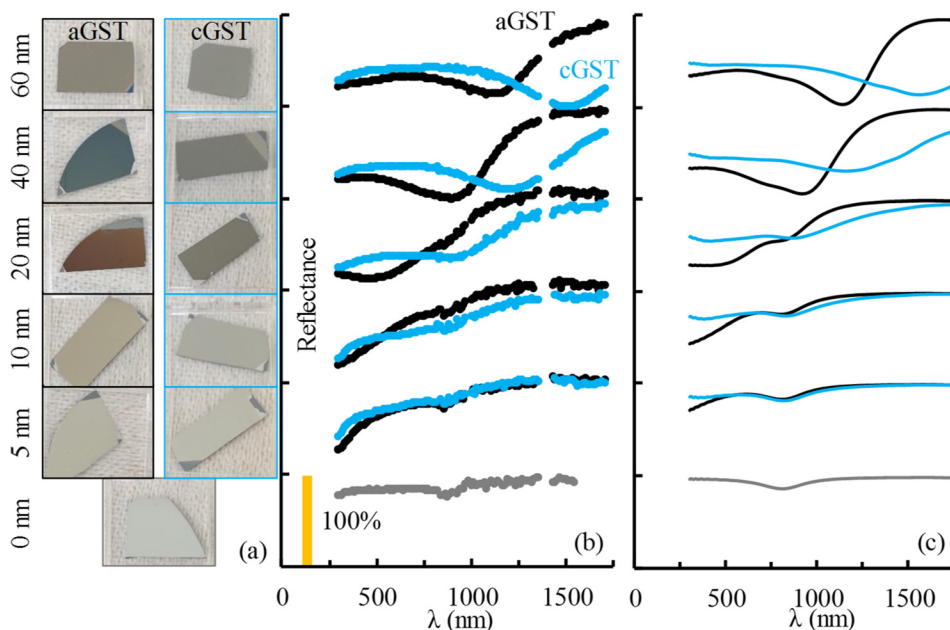 aGST
cGST
60 nm
40 nm
20 nm
10 nm
5 nm
0 nm
(a)
aGST
cGST
Reflectance
100%
(b)
0
500
1000
1500
λ (nm)
(c)
0
500
1000
1500
λ (nm)